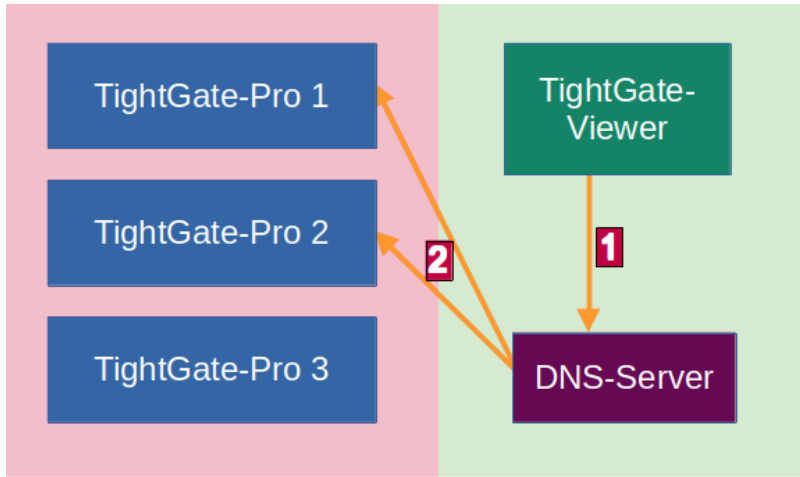 TightGate-Pro 1
TightGate-
Viewer
TightGate-Pro 2
2
1
TightGate-Pro 3
DNS-Server